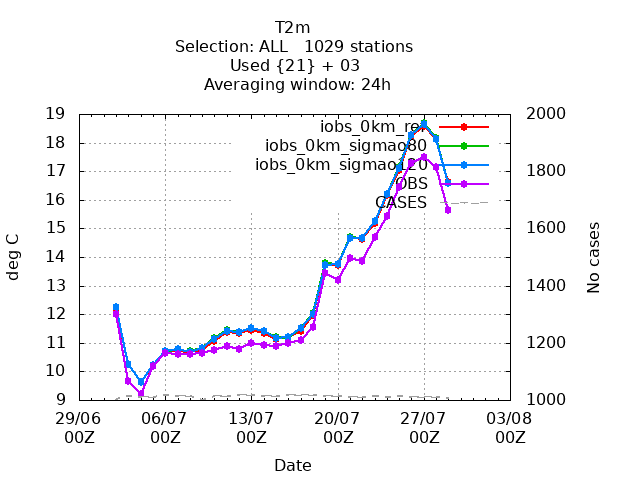 T2m
Selection: ALL   1029 stations
Used {21} + 03
Averaging window: 24h
19
18
17
16
15
14
13
12
11
10
9
2000
1800
1600
1400
1200
1000
deg C
No cases
iobs_0km_ref
iobs_0km_sigmao80
OBS
CASES
29/06 06/07 13/07 20/07 27/07 03/08
00Z 00Z 00Z 00Z 00Z 00Z
Date